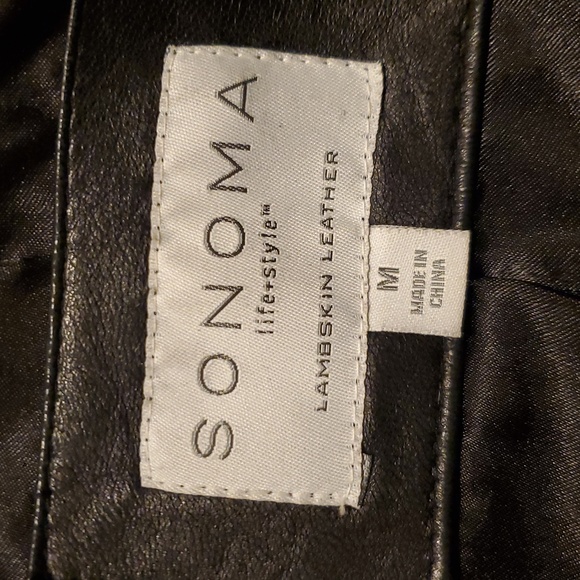 SONOMA
life+style™
LAMBSKIN LEATHER
M
MADE IN
CHINA